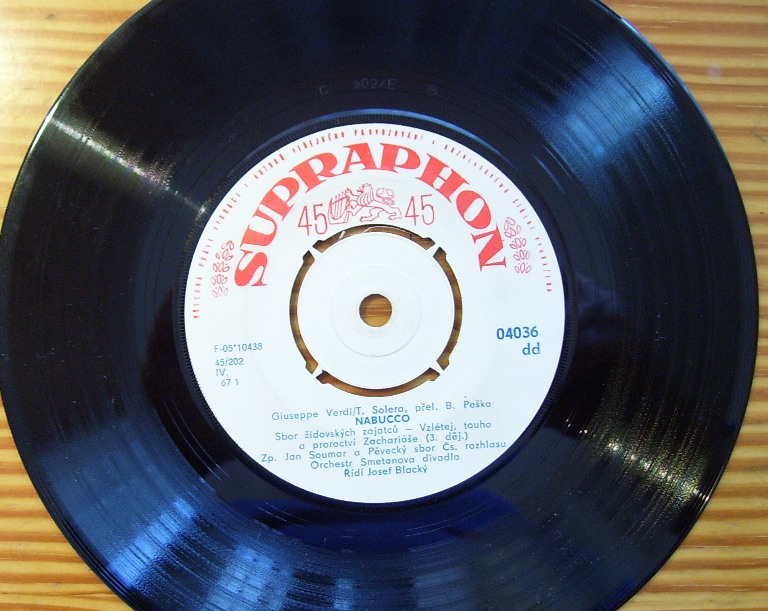 SUPRAPHON
45 45
04036
dd
F-05*10438
45/202
IV.
67 1
Giuseppe Verdi/T. Solera, přel. B. Peška
NABUCCO
Sbor židovských zajatců – Vzlétej, touho
a proroctví Zachariáše (3. děj.)
Zp. Jan Soumar a Pěvecký sbor Čs. rozhlasu
Orchestr Smetanova divadla
Řídí Josef Blacký